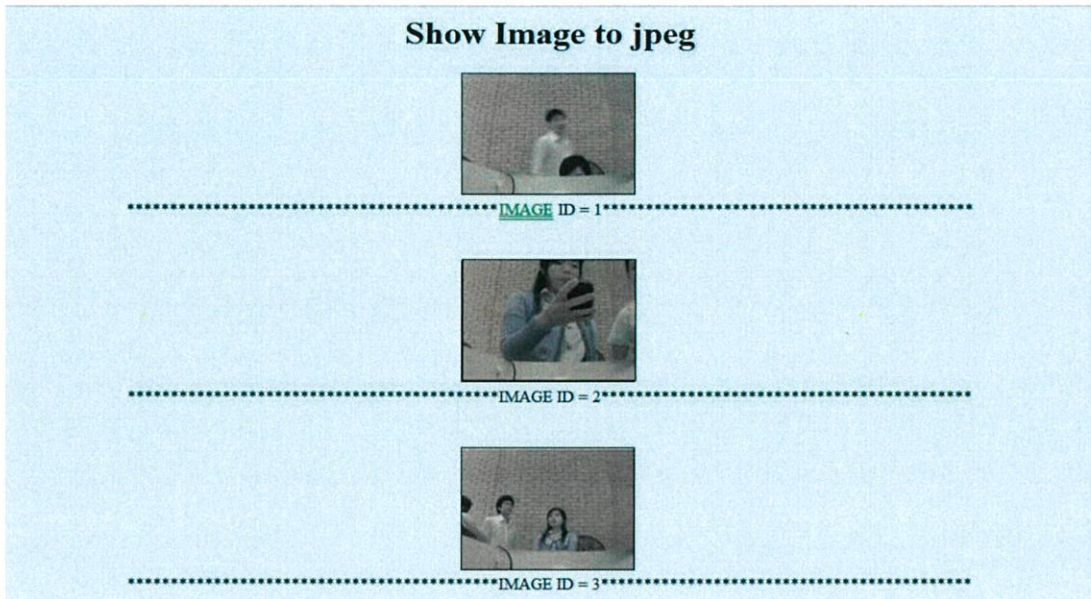 Show Image to jpeg
****************************************************IMAGE ID = 1****************************************************
****************************************************IMAGE ID = 2****************************************************
****************************************************IMAGE ID = 3****************************************************